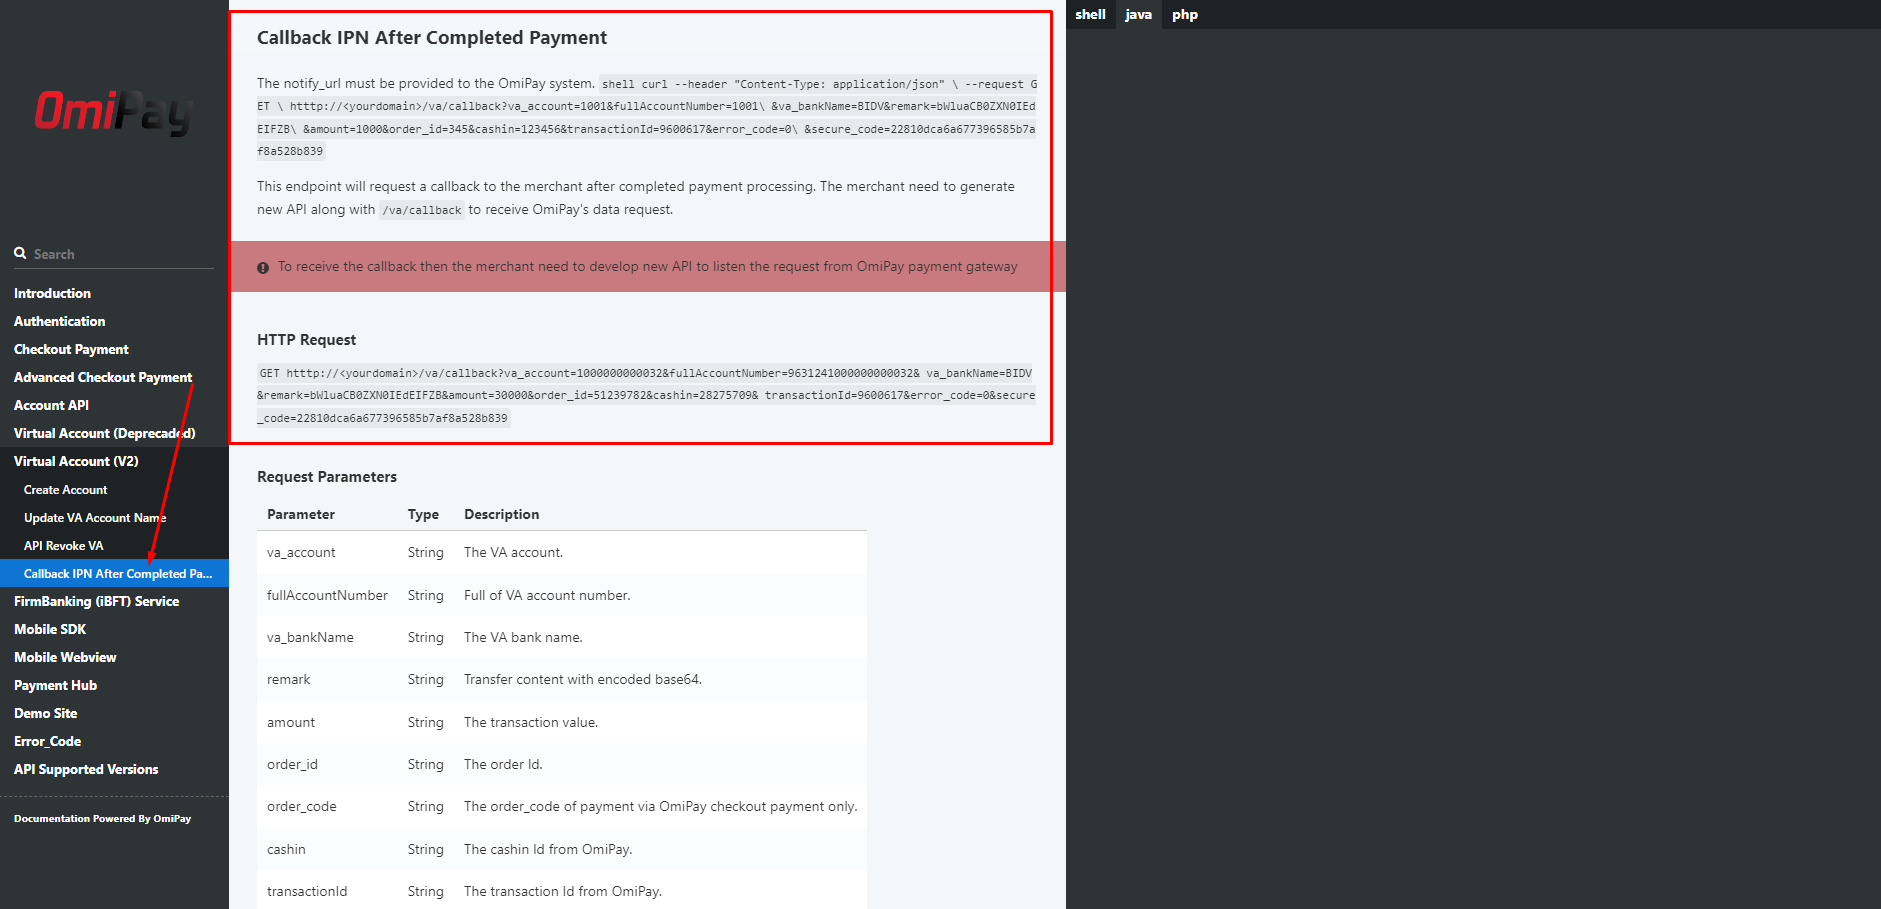 OmiPay
Search
Introduction
Authentication
Checkout Payment
Advanced Checkout Payment
Account API
Virtual Account (Deprecaded)
Virtual Account (V2)
Create Account
Update VA Account Name
API Revoke VA
Callback IPN After Completed Pa...
FirmBanking (iBFT) Service
Mobile SDK
Mobile Webview
Payment Hub
Demo Site
Error_Code
API Supported Versions
Documentation Powered By OmiPay
Callback IPN After Completed Payment
The notify_url must be provided to the OmiPay system. shell curl --header "Content-Type: application/json" \ --request G
ET \ htttp://<yourdomain>/va/callback?va_account=1001&fullAccountNumber=1001\ &va_bankName=BIDV&remark=bWluaCB0ZXN0IEd
EIFZB\ &amount=1000&order_id=345&cashin=123456&transactionId=9600617&error_code=0\ &secure_code=22810dca6a677396585b7a
f8a528b839
This endpoint will request a callback to the merchant after completed payment processing. The merchant need to generate
new API along with /va/callback to receive OmiPay's data request.
To receive the callback then the merchant need to develop new API to listen the request from OmiPay payment gateway
HTTP Request
GET htttp://<yourdomain>/va/callback?va_account=1000000000032&fullAccountNumber=9631241000000000032& va_bankName=BIDV
&remark=bWluaCB0ZXN0IEdEIFZB&amount=30000&order_id=51239782&cashin=28275709& transactionId=9600617&error_code=0&secure
_code=22810dca6a677396585b7af8a528b839
Request Parameters
Parameter Type Description
va_account String The VA account.
fullAccountNumber String Full of VA account number.
va_bankName String The VA bank name.
remark String Transfer content with encoded base64.
amount String The transaction value.
order_id String The order Id.
order_code String The order_code of payment via OmiPay checkout payment only.
cashin String The cashin Id from OmiPay.
transactionId String The transaction Id from OmiPay.
shell java php